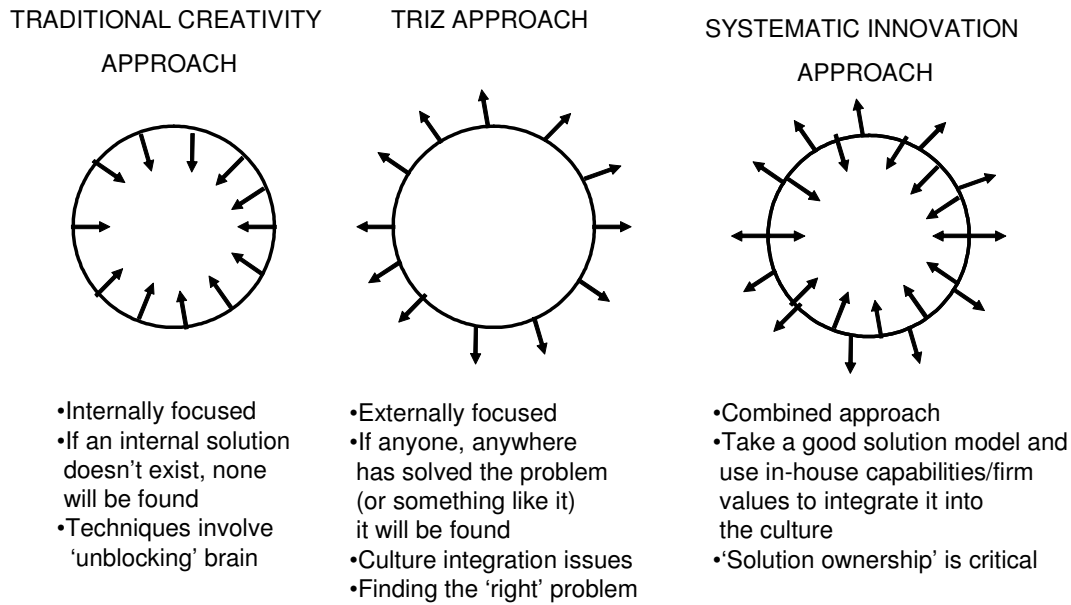 TRADITIONAL CREATIVITY
APPROACH
•Internally focused
•If an internal solution
doesn't exist, none
will be found
•Techniques involve
'unblocking' brain
TRIZ APPROACH
•Externally focused
•If anyone, anywhere
has solved the problem
(or something like it)
it will be found
•Culture integration issues
•Finding the 'right' problem
SYSTEMATIC INNOVATION
APPROACH
•Combined approach
•Take a good solution model and
use in-house capabilities/firm
values to integrate it into
the culture
•'Solution ownership' is critical